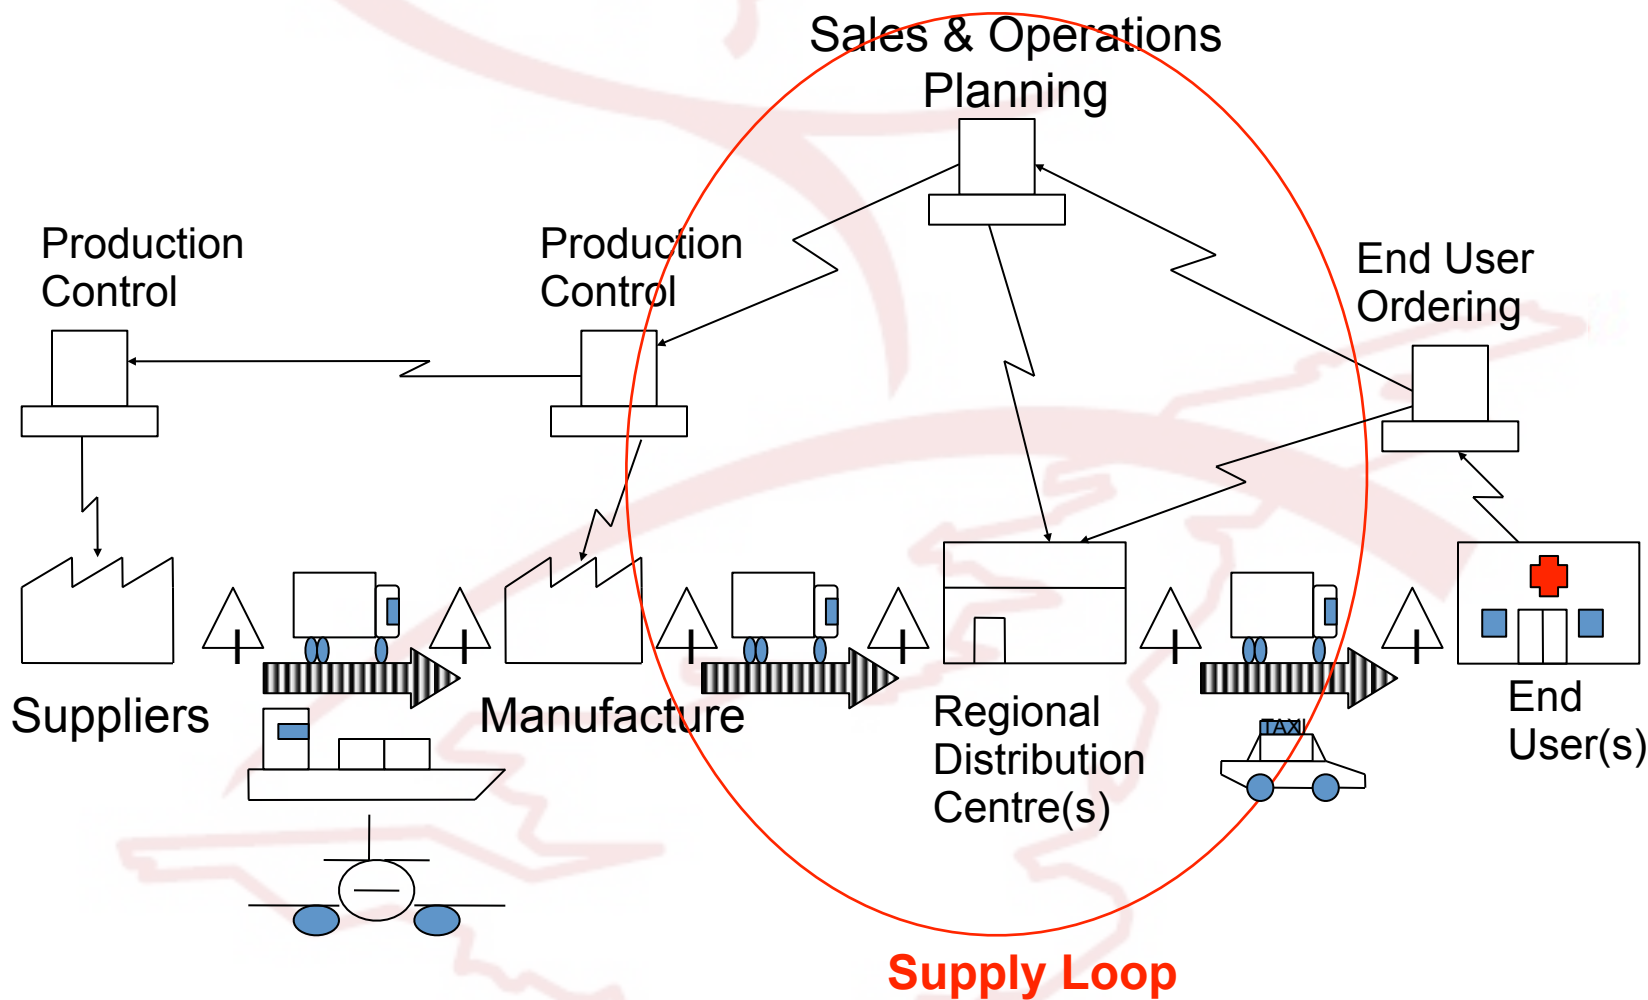 Sales & Operations
Planning
Production
Control
Production
Control
End User
Ordering
Suppliers
Manufacture
Regional
Distribution
Centre(s)
TAXI
End
User(s)
Supply Loop